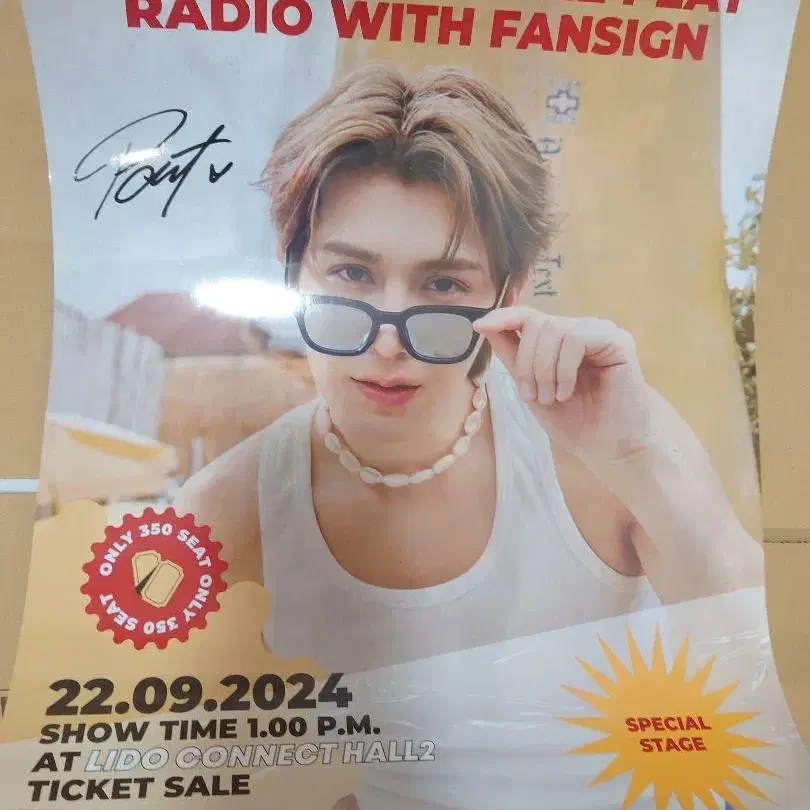 RADIO WITH FANSIGN
ONLY 350 SEAT ONLY 350 SEAT
22.09.2024
SHOW TIME 1.00 P.M.
AT LIDO CONNECT HALL2
TICKET SALE
SPECIAL
STAGE